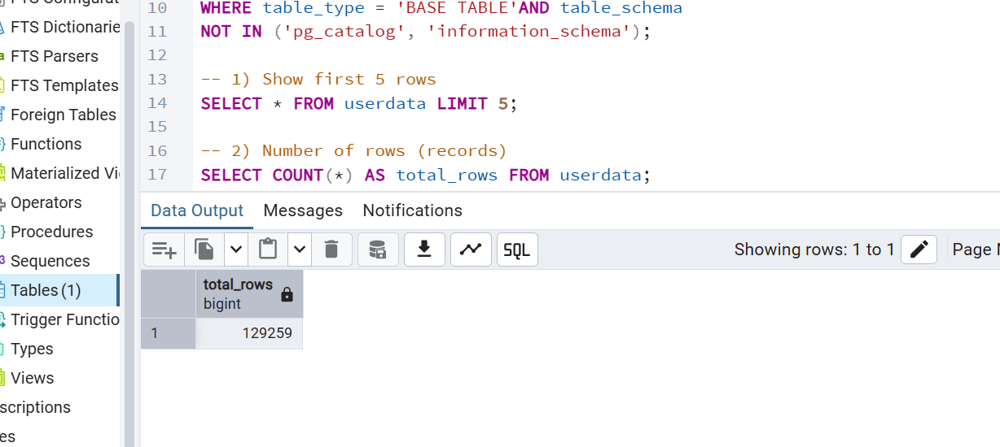 FTS Configurat
FTS Dictionarie
FTS Parsers
FTS Templates
Foreign Tables
Functions
Materialized Vi
Operators
Procedures
Sequences
Tables (1)
Trigger Functio
Types
Views
scriptions
es
10 WHERE table_type = 'BASE TABLE'AND table_schema
11 NOT IN ('pg_catalog', 'information_schema');
12
13 -- 1) Show first 5 rows
14 SELECT * FROM userdata LIMIT 5;
15
16 -- 2) Number of rows (records)
17 SELECT COUNT(*) AS total_rows FROM userdata;
Data Output Messages Notifications
SQL Showing rows: 1 to 1 Page
total_rows
bigint
1 129259